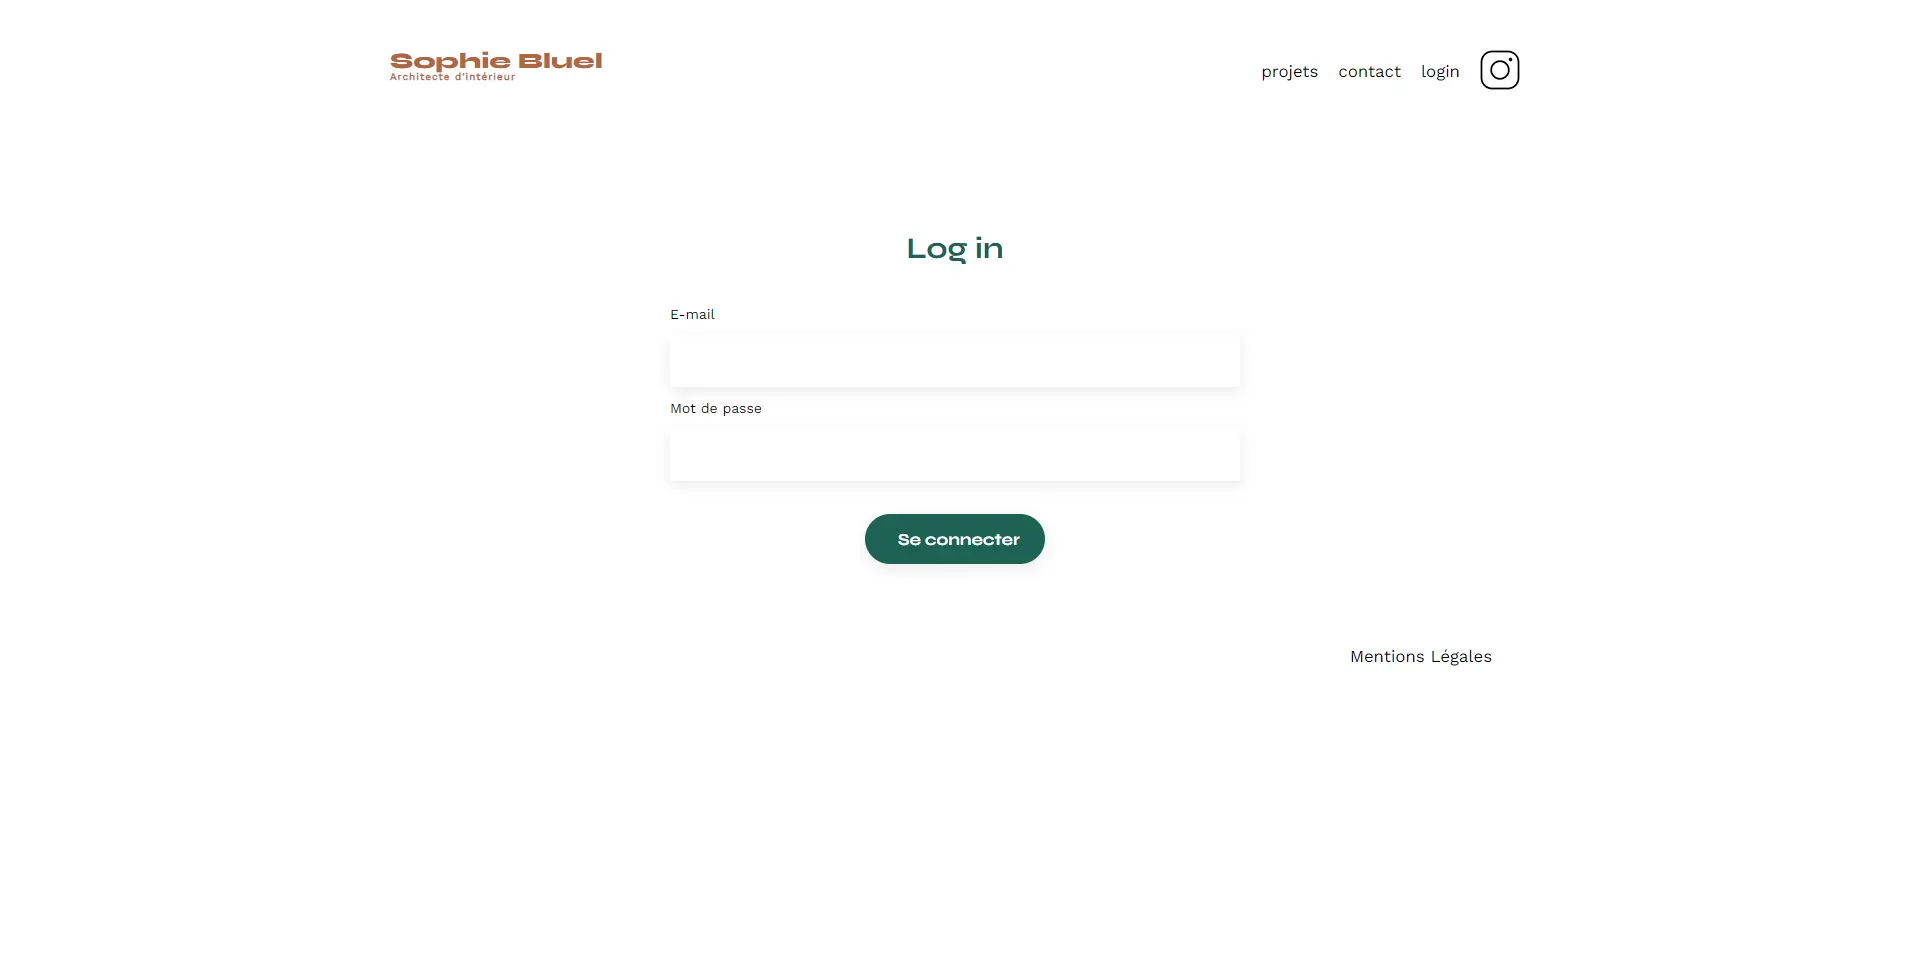 Sophie Bluel
Architecte d'intérieur
projets contact login
Log in
E-mail
Mot de passe
Se connecter
Mentions Légales